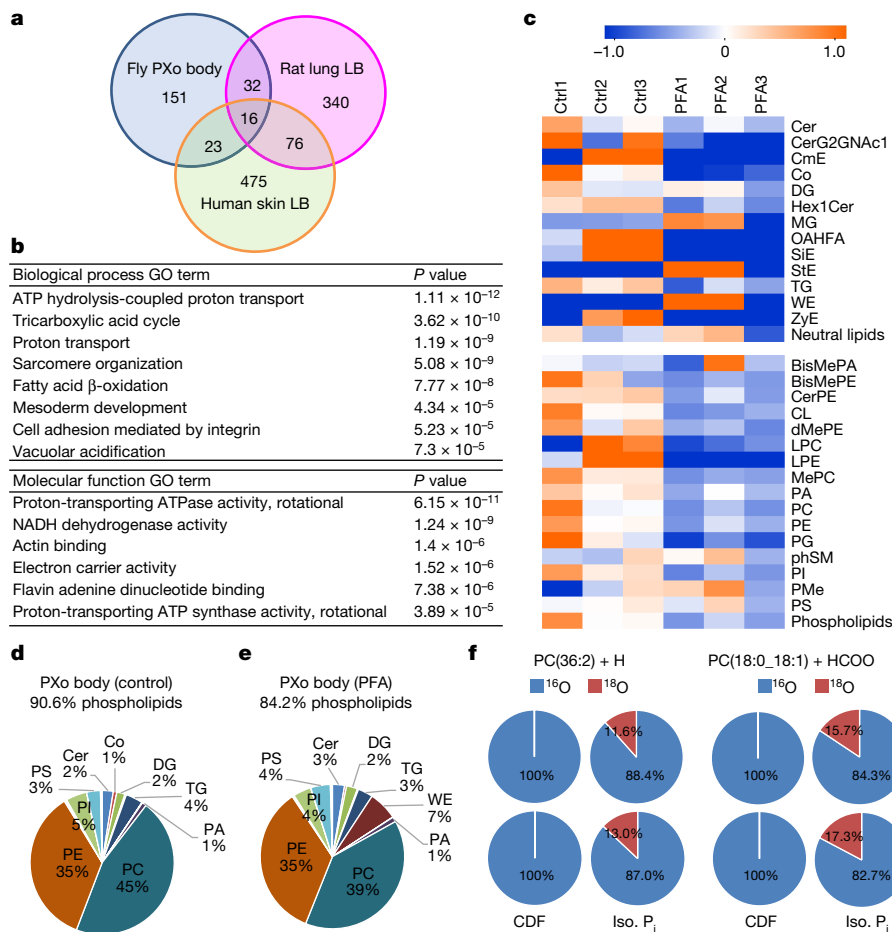 a
Fly PXo body
151
32
Rat lung LB
340
16
23
76
475
Human skin LB
b
Biological process GO term P value
ATP hydrolysis-coupled proton transport 1.11 × 10⁻¹²
Tricarboxylic acid cycle 3.62 × 10⁻¹⁰
Proton transport 1.19 × 10⁻⁹
Sarcomere organization 5.08 × 10⁻⁹
Fatty acid β-oxidation 7.77 × 10⁻⁸
Mesoderm development 4.34 × 10⁻⁵
Cell adhesion mediated by integrin 5.23 × 10⁻⁵
Vacuolar acidification 7.3 × 10⁻⁵
Molecular function GO term P value
Proton-transporting ATPase activity, rotational 6.15 × 10⁻¹¹
NADH dehydrogenase activity 1.24 × 10⁻⁹
Actin binding 1.4 × 10⁻⁶
Electron carrier activity 1.52 × 10⁻⁶
Flavin adenine dinucleotide binding 7.38 × 10⁻⁶
Proton-transporting ATP synthase activity, rotational 3.89 × 10⁻⁵
c
−1.0 0 1.0
Ctrl1 Ctrl2 Ctrl3 PFA1 PFA2 PFA3
Cer
CerG2GNAc1
CmE
Co
DG
Hex1Cer
MG
OAHFA
SiE
StE
TG
WE
ZyE
Neutral lipids
BisMePA
BisMePE
CerPE
CL
dMePE
LPC
LPE
MePC
PA
PC
PE
PG
phSM
PI
PMe
PS
Phospholipids
d
PXo body (control)
90.6% phospholipids
PS 3%
Cer 2%
Co 1%
DG 2%
TG 4%
PA 1%
PI 5%
PE 35%
PC 45%
e
PXo body (PFA)
84.2% phospholipids
PS 4%
Cer 3%
DG 2%
TG 3%
WE 7%
PA 1%
PI 4%
PE 35%
PC 39%
f
PC(36:2) + H
¹⁶O ¹⁸O
100%
11.6%
88.4%
100%
13.0%
87.0%
CDF Iso. Pᵢ
PC(18:0_18:1) + HCOO
¹⁶O ¹⁸O
100%
15.7%
84.3%
100%
17.3%
82.7%
CDF Iso. Pᵢ